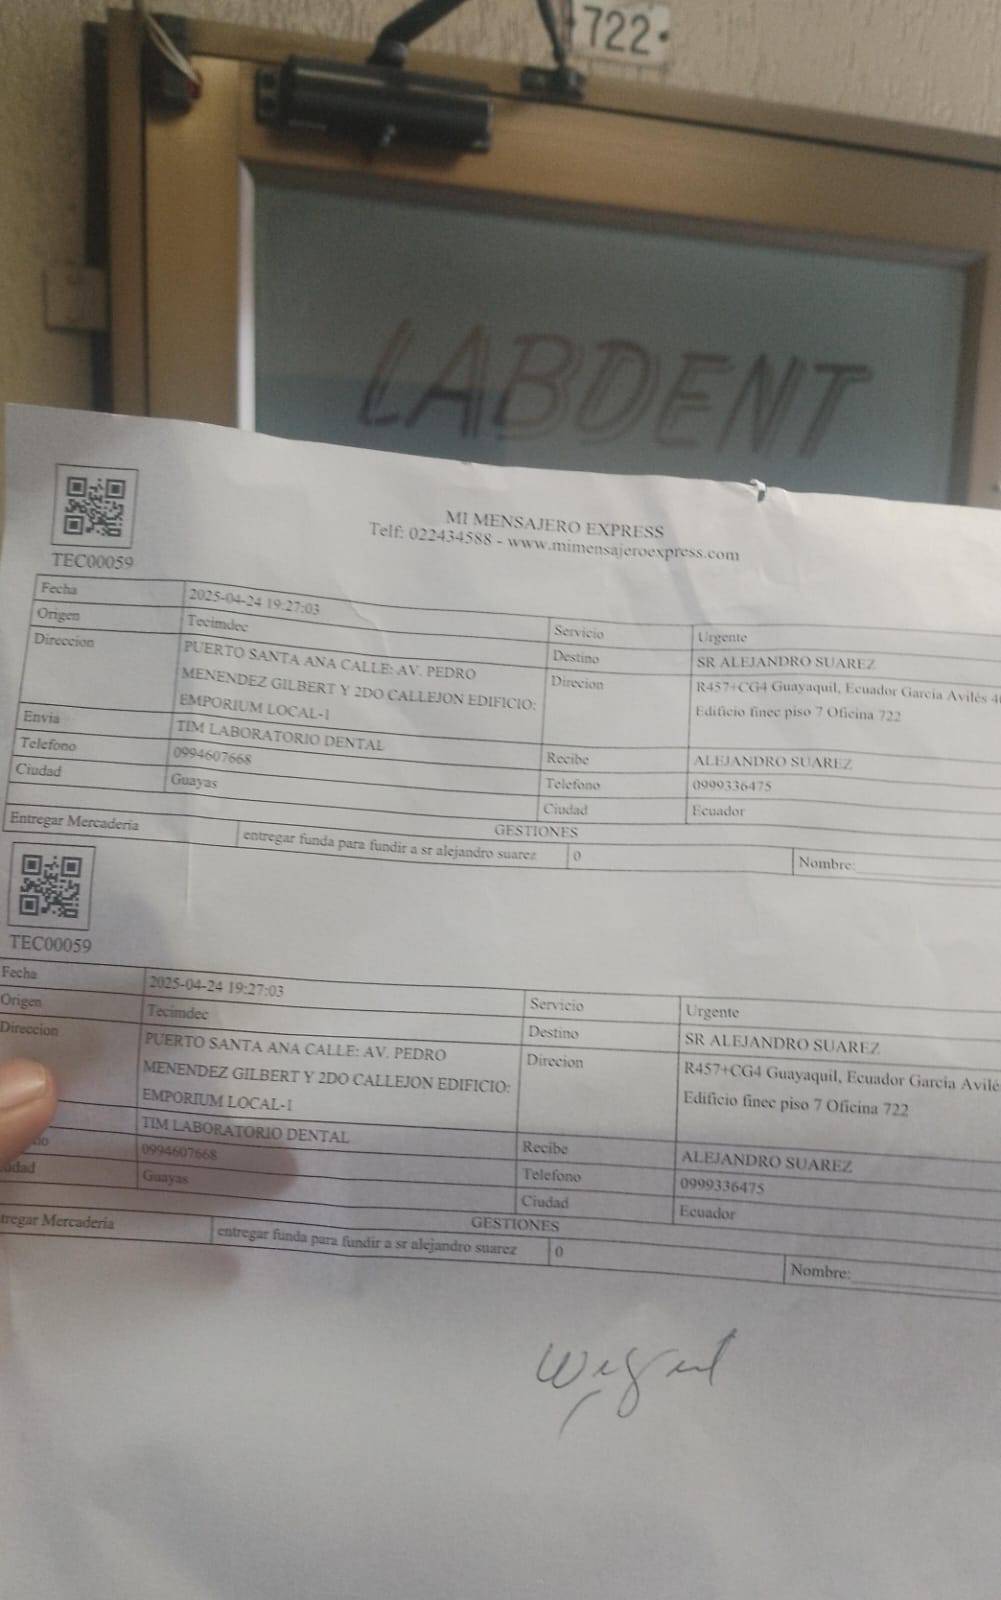 722
LABDENT
MI MENSAJERO EXPRESS
Telf: 022434588 - www.mimensajeroexpress.com
TEC00059
Fecha 2025-04-24 19:27:03 Servicio Urgente
Origen Tecimdec Destino SR ALEJANDRO SUAREZ
Direccion PUERTO SANTA ANA CALLE: AV. PEDRO Direcion R457+CG4 Guayaquil, Ecuador García Avilés
MENENDEZ GILBERT Y 2DO CALLEJON EDIFICIO: Edificio finec piso 7 Oficina 722
EMPORIUM LOCAL-1
Envia TIM LABORATORIO DENTAL Recibe ALEJANDRO SUAREZ
Telefono 0994607668 Telefono 0999336475
Ciudad Guayas Ciudad Ecuador
GESTIONES
Entregar Mercaderia entregar funda para fundir a sr alejandro suarez 0 Nombre:
TEC00059
Fecha 2025-04-24 19:27:03 Servicio Urgente
Origen Tecimdec Destino SR ALEJANDRO SUAREZ
Direccion PUERTO SANTA ANA CALLE: AV. PEDRO Direcion R457+CG4 Guayaquil, Ecuador García Avilé
MENENDEZ GILBERT Y 2DO CALLEJON EDIFICIO: Edificio finec piso 7 Oficina 722
EMPORIUM LOCAL-1
TIM LABORATORIO DENTAL Recibe ALEJANDRO SUAREZ
no 0994607668 Telefono 0999336475
udad Guayas Ciudad Ecuador
GESTIONES
tregar Mercaderia entregar funda para fundir a sr alejandro suarez 0 Nombre: